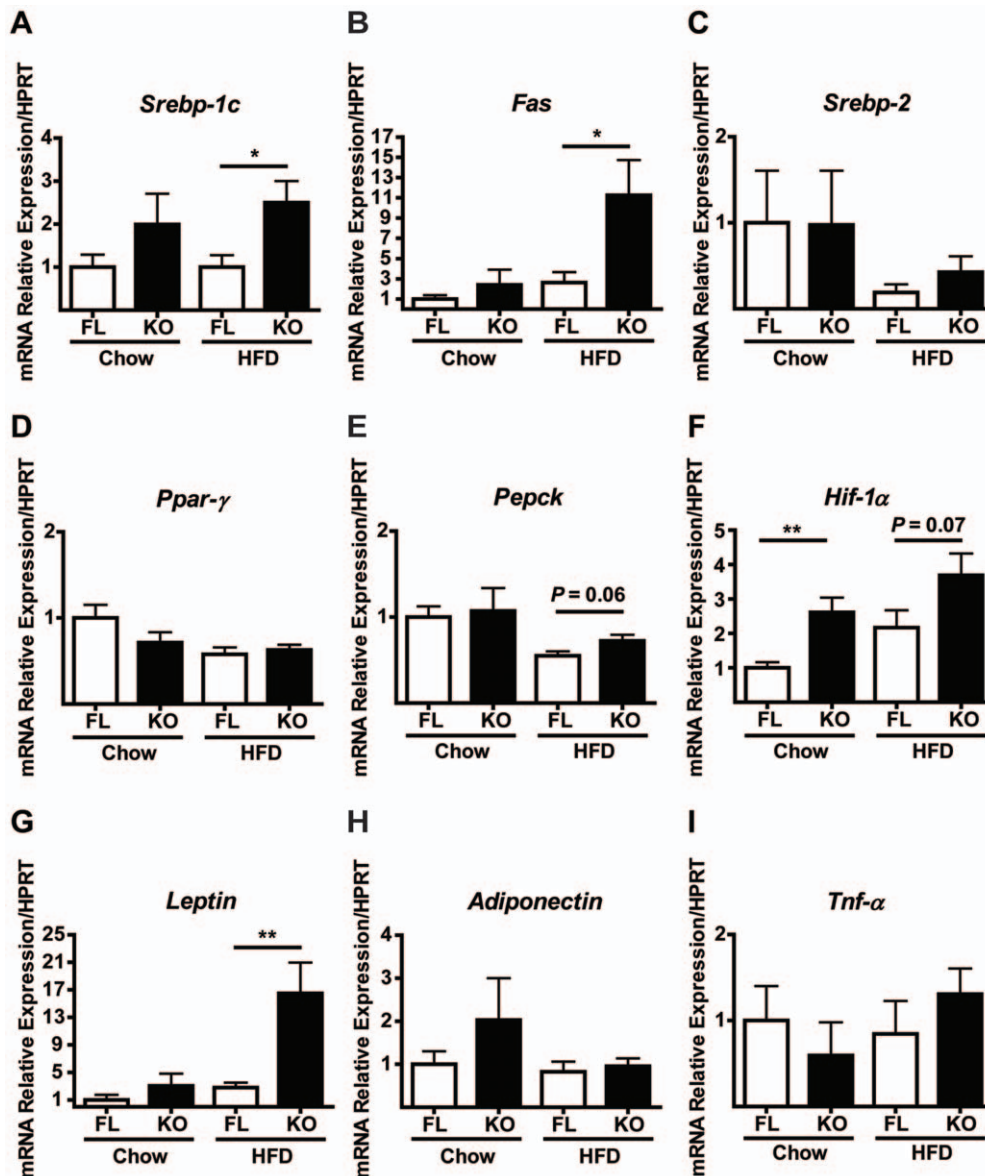 A
B
C
mRNA Relative Expression/HPRT
Srebp-1c
4
3
2
1
*
FL KO FL KO
Chow HFD
mRNA Relative Expression/HPRT
Fas
17
15
13
11
9
7
5
3
1
*
FL KO FL KO
Chow HFD
mRNA Relative Expression/HPRT
Srebp-2
2
1
2
FL KO FL KO
Chow HFD
D
E
F
mRNA Relative Expression/HPRT
Ppar-γ
2
1
FL KO FL KO
Chow HFD
mRNA Relative Expression/HPRT
Pepck
2
1
P = 0.06
FL KO FL KO
Chow HFD
mRNA Relative Expression/HPRT
Hif-1α
5
4
3
2
1
**
P = 0.07
FL KO FL KO
Chow HFD
G
H
I
mRNA Relative Expression/HPRT
Leptin
25
21
17
13
9
5
1
**
FL KO FL KO
Chow HFD
mRNA Relative Expression/HPRT
Adiponectin
4
3
2
1
FL KO FL KO
Chow HFD
mRNA Relative Expression/HPRT
Tnf-α
2
1
FL KO FL KO
Chow HFD